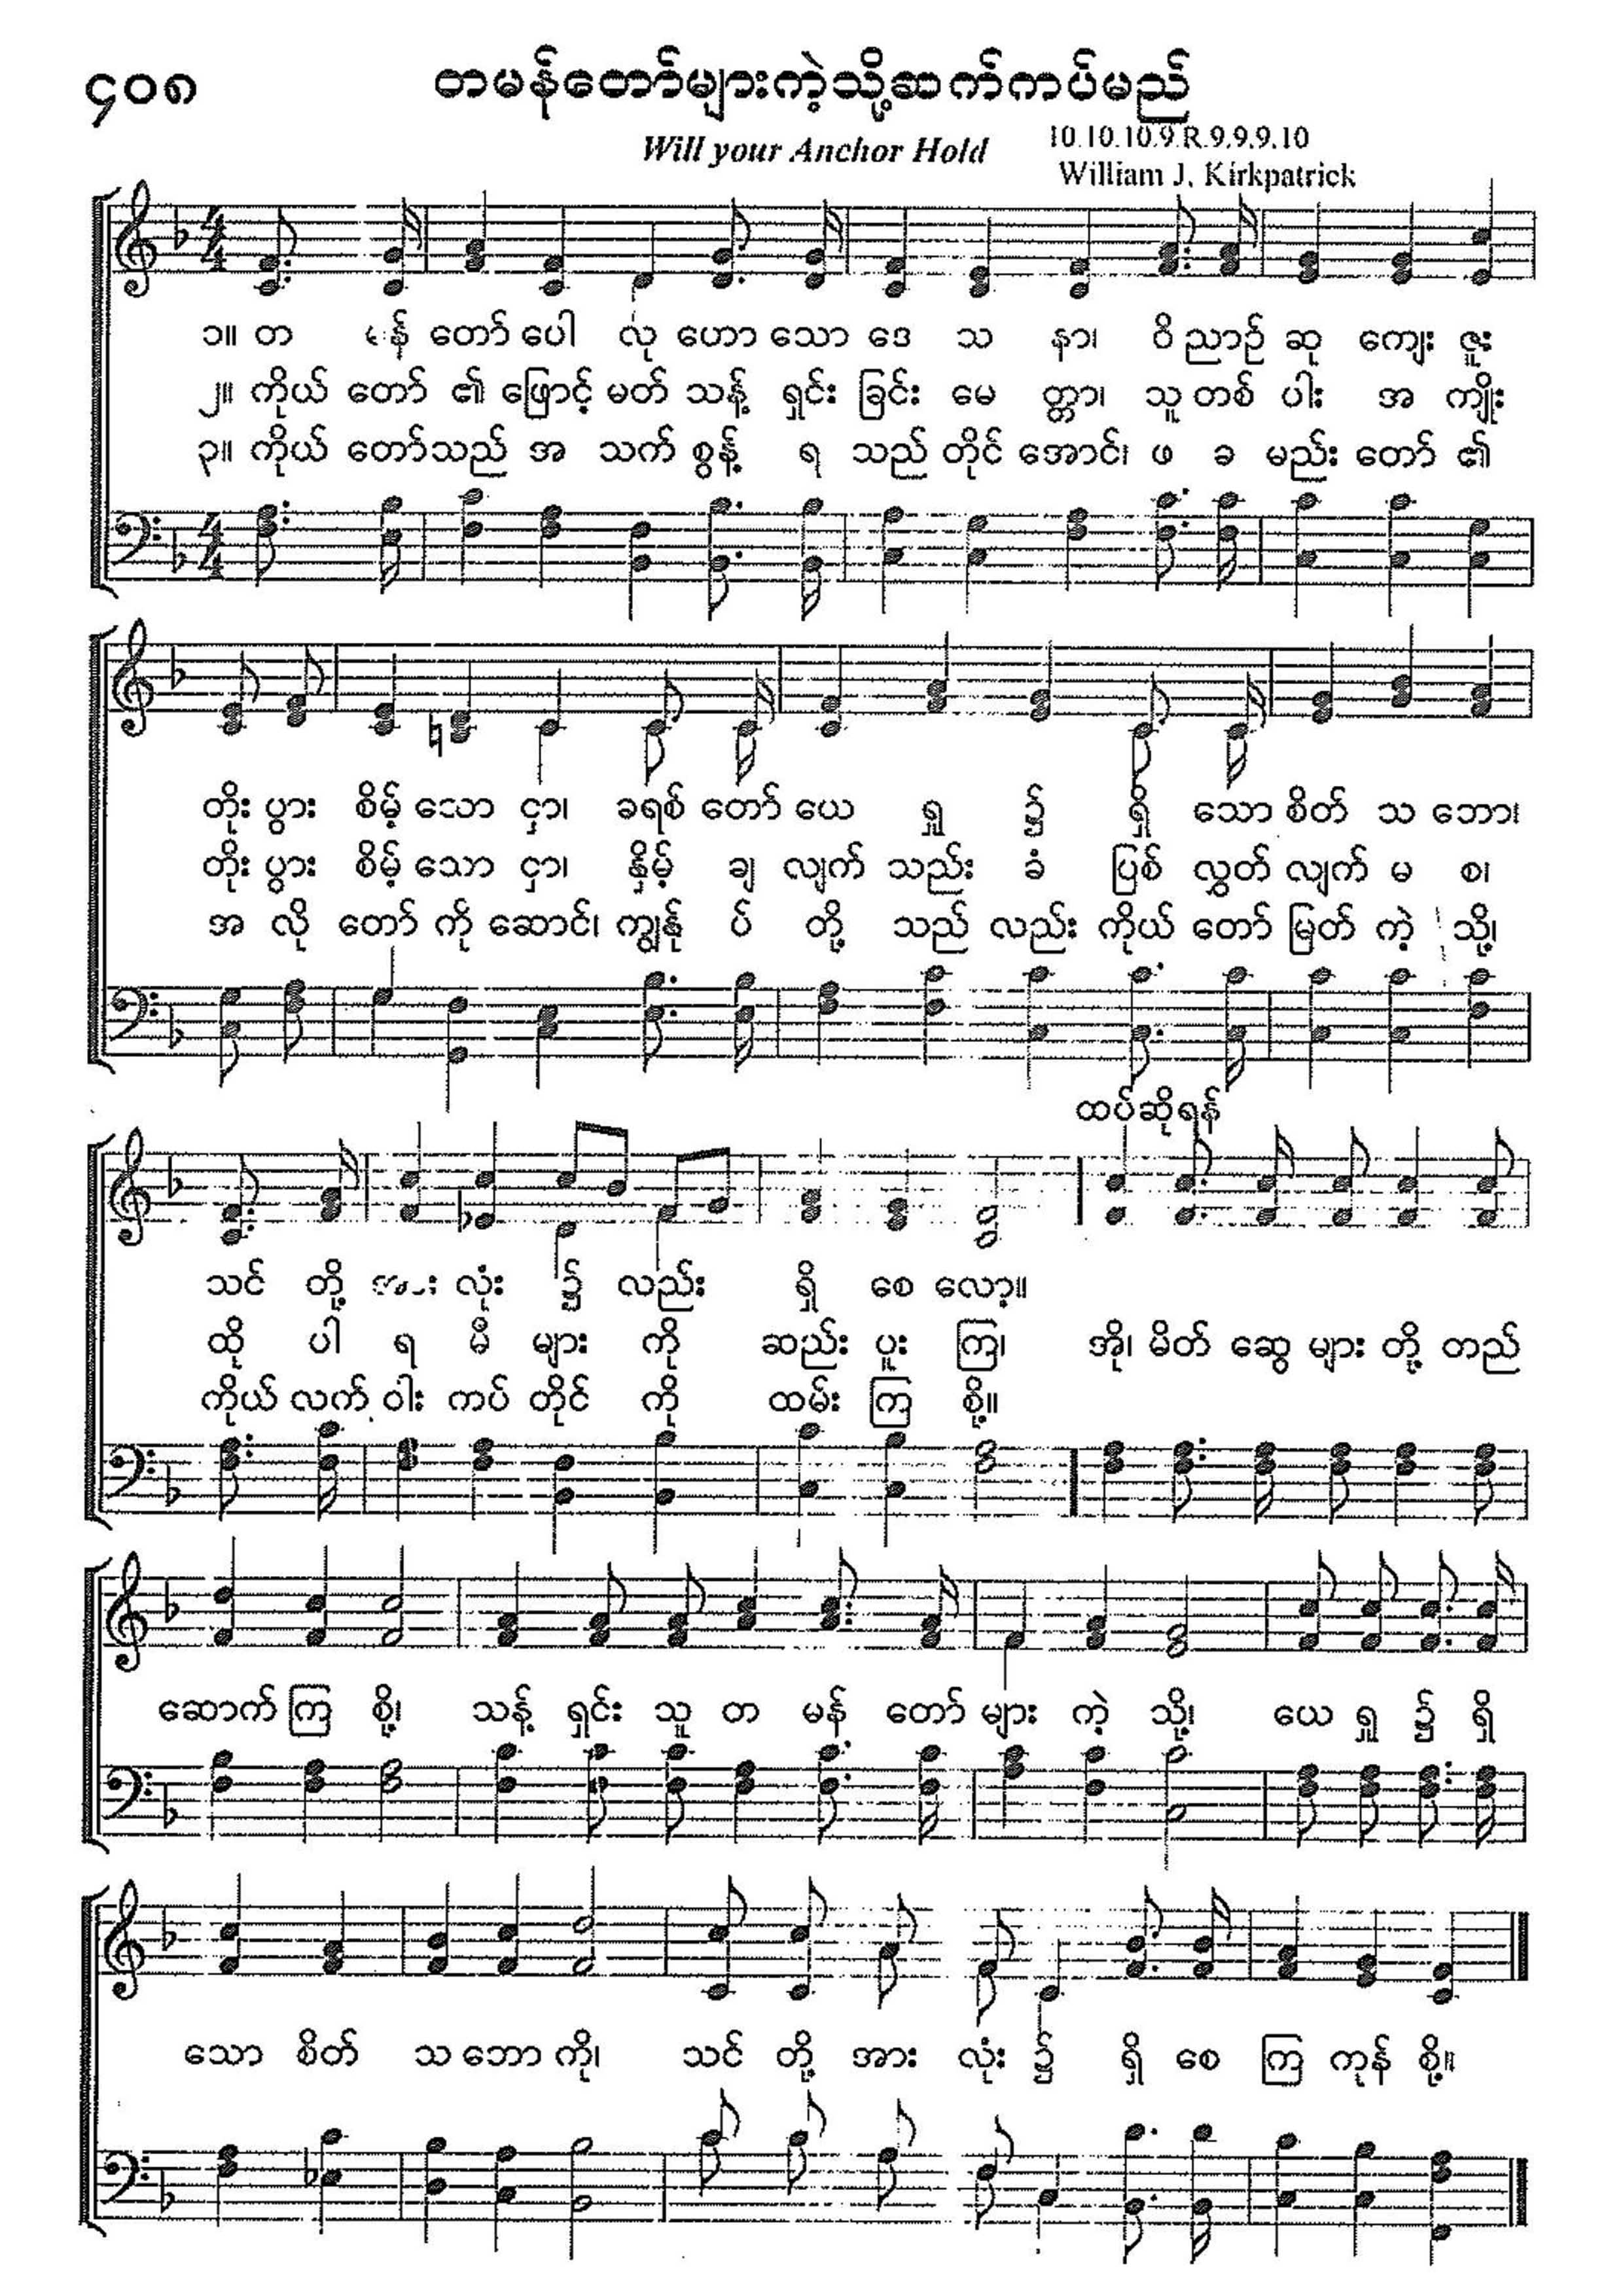 ၄၀၈ တမန်တော်များကဲ့သို့ဆက်ကပ်မည်
Will your Anchor Hold
10.10.10.9.R.9.9.9.10
William J. Kirkpatrick
၁။ တ မန် တော် ပေါ လု ဟော သော ဒေ သ နာ၊ ဝိ ညာဉ် ဆု ကျေး ဇူး
၂။ ကိုယ် တော် ၏ ဖြောင့် မတ် သန့် ရှင်း ခြင်း မေ တ္တာ၊ သူ တစ် ပါး အ ကျိုး
၃။ ကိုယ် တော်သည် အ သက် စွန့် ရ သည် တိုင် အောင်၊ ဖ ခ မည်း တော် ၏
တိုး ပွား စိမ့် သော ငှာ၊ ခရစ် တော် ယေ ရှု ၌ ရှိ သော စိတ် သ ဘော၊
တိုး ပွား စိမ့် သော ငှာ၊ နှိမ့် ချ လျက် သည်း ခံ ပြစ် လွှတ် လျက် မ စ၊
အ လို တော် ကို ဆောင်၊ ကျွန်ု ပ် တို့ သည် လည်း ကိုယ် တော် မြတ် ကဲ့ သို့၊
ထပ်ဆိုရန်
သင် တို့ အား လုံး ၌ လည်း ရှိ စေ လော့။
ထို ပါ ရ မီ များ ကို ဆည်း ပူး ကြ၊ အို၊ မိတ် ဆွေ များ တို့ တည်
ကိုယ် လက် ဝါး ကပ် တိုင် ကို ထမ်း ကြ စို့။
ဆောက် ကြ စို့၊ သန့် ရှင်း သူ တ မန် တော် များ ကဲ့ သို့၊ ယေ ရှု ၌ ရှိ
သော စိတ် သ ဘော ကို၊ သင် တို့ အား လုံး ၌ ရှိ စေ ကြ ကုန် စို့။